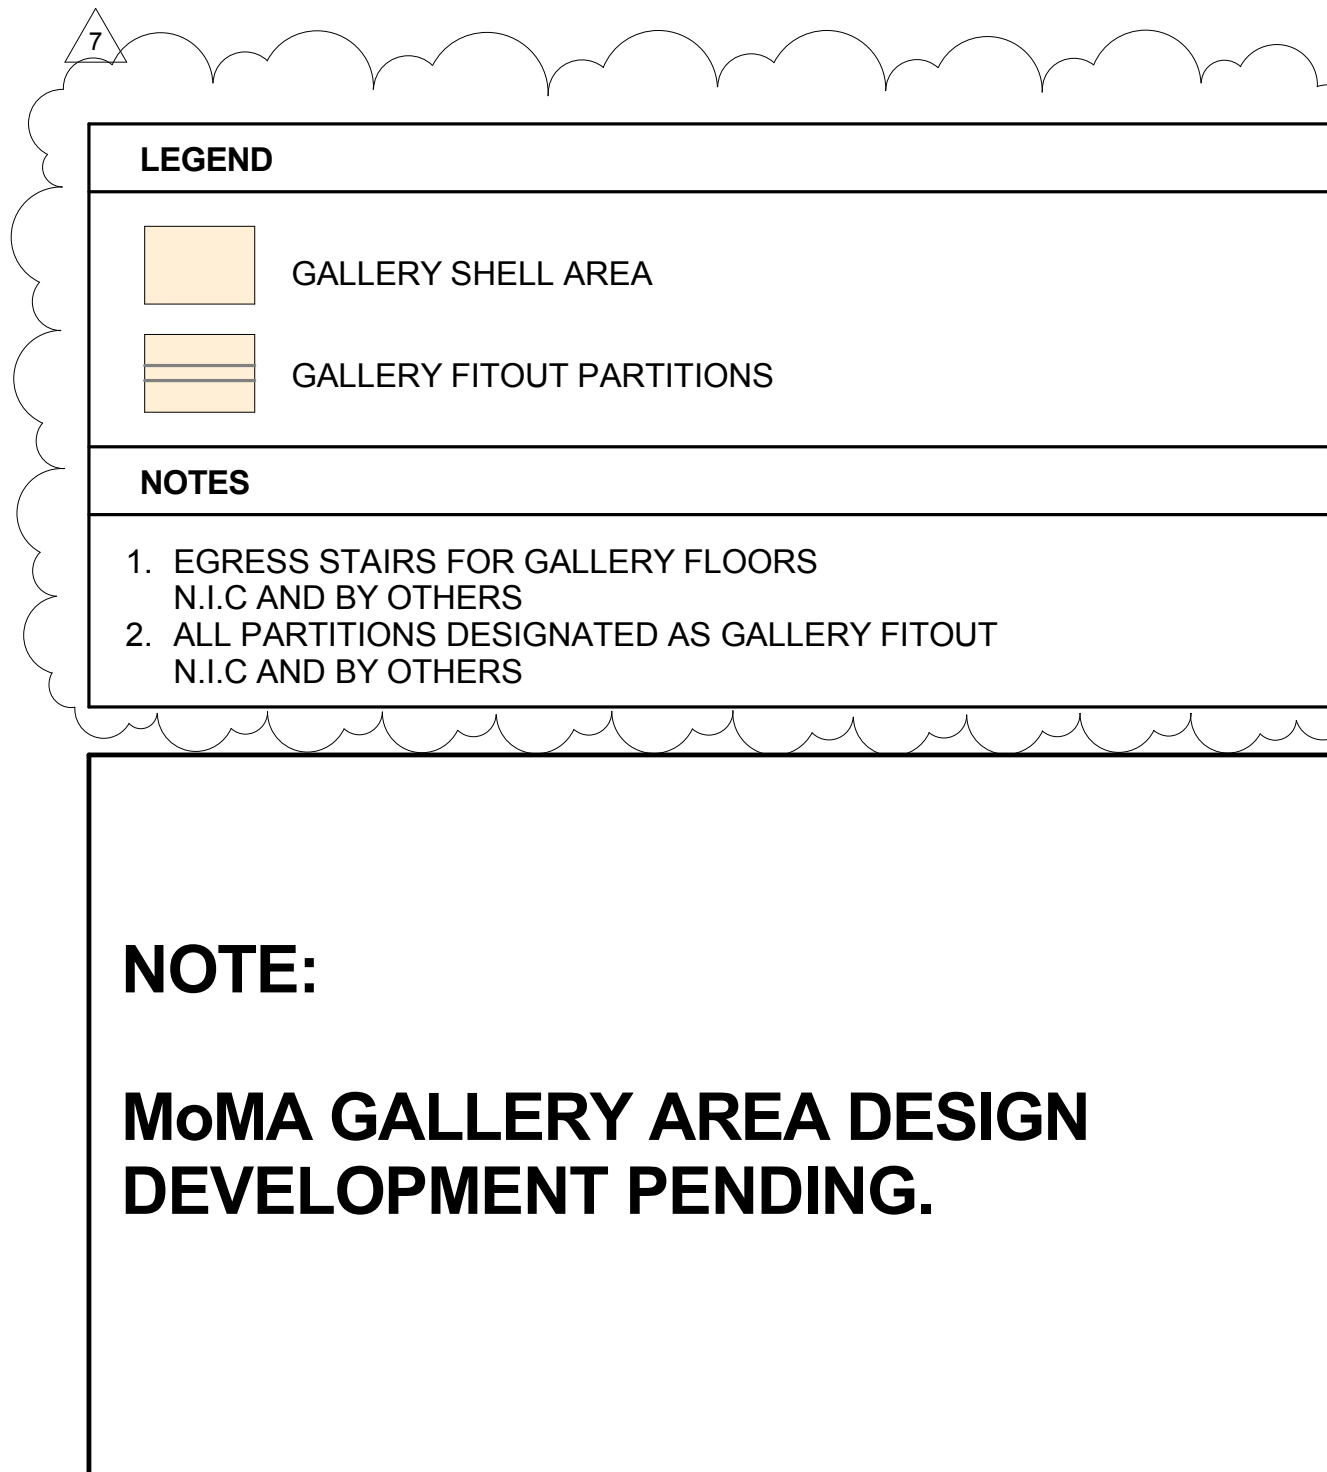 7
LEGEND
GALLERY SHELL AREA
GALLERY FITOUT PARTITIONS
NOTES
1. EGRESS STAIRS FOR GALLERY FLOORS
N.I.C AND BY OTHERS
2. ALL PARTITIONS DESIGNATED AS GALLERY FITOUT
N.I.C AND BY OTHERS
NOTE:
MoMA GALLERY AREA DESIGN
DEVELOPMENT PENDING.